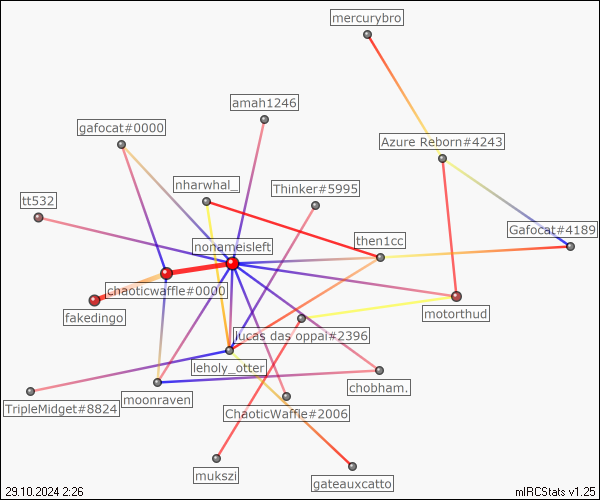 mercurybro
amah1246
gafocat#0000
Azure Reborn#4243
nharwhal_
Thinker#5995
tt532
Gafocat#4189
then1cc
nonameisleft
chaoticwaffle#0000
fakedingo
motorthud
lucas das oppai#2396
leholy_otter
chobham.
moonraven
TripleMidget#8824
ChaoticWaffle#2006
mukszi
gateauxcatto
29.10.2024 2:26
mIRCStats v1.25